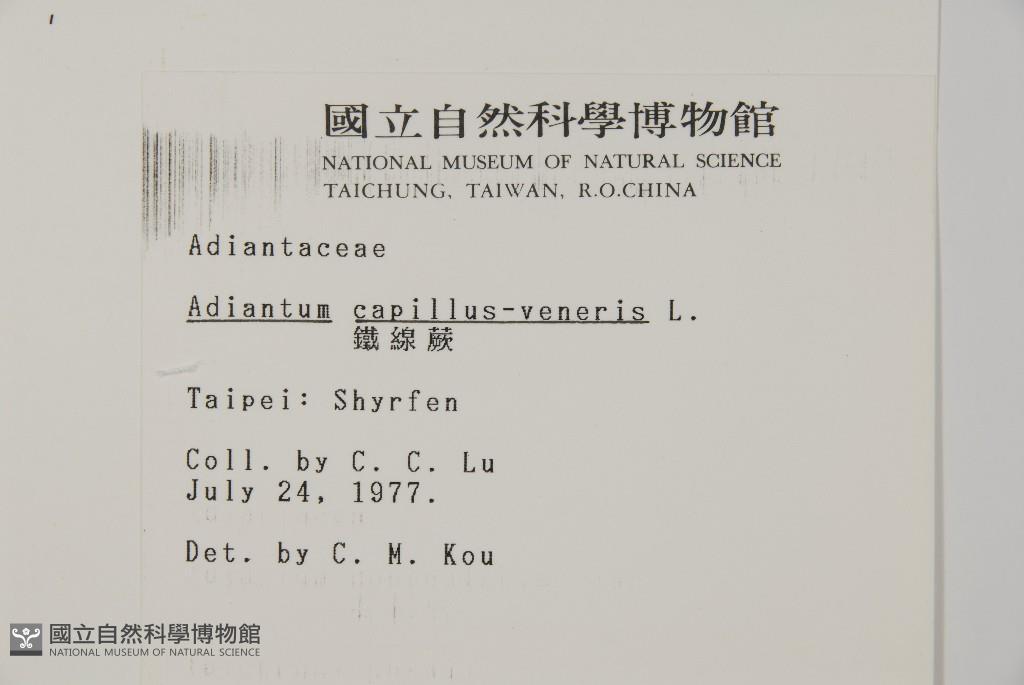 國立自然科學博物館
NATIONAL MUSEUM OF NATURAL SCIENCE
TAICHUNG, TAIWAN, R.O.CHINA
Adiantaceae
Adiantum capillus-veneris L.
鐵線蕨
Taipei: Shyrfen
Coll. by C. C. Lu
July 24, 1977.
Det. by C. M. Kou
國立自然科學博物館
NATIONAL MUSEUM OF NATURAL SCIENCE